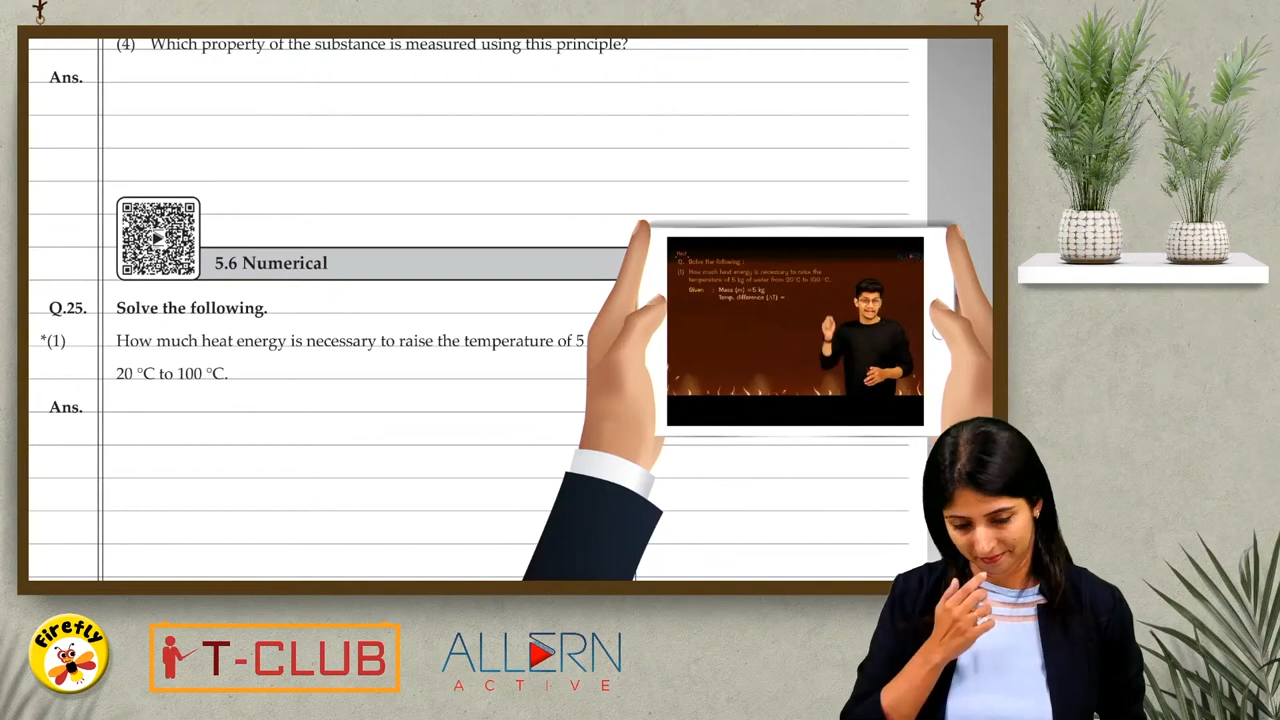 (4) Which property of the substance is measured using this principle?
Ans.
5.6 Numerical
Q.25. Solve the following.
*(1) How much heat energy is necessary to raise the temperature of 5
20 °C to 100 °C.
Ans.
Q. Solve the following :
(1) How much heat energy is necessary to raise the
temperature of 5 kg of water from 20°C to 100 °C.
Given : Mass (m) = 5 kg
Temp. difference (ΔT) =
Firefly
T-CLUB
ALLERN
ACTIVE